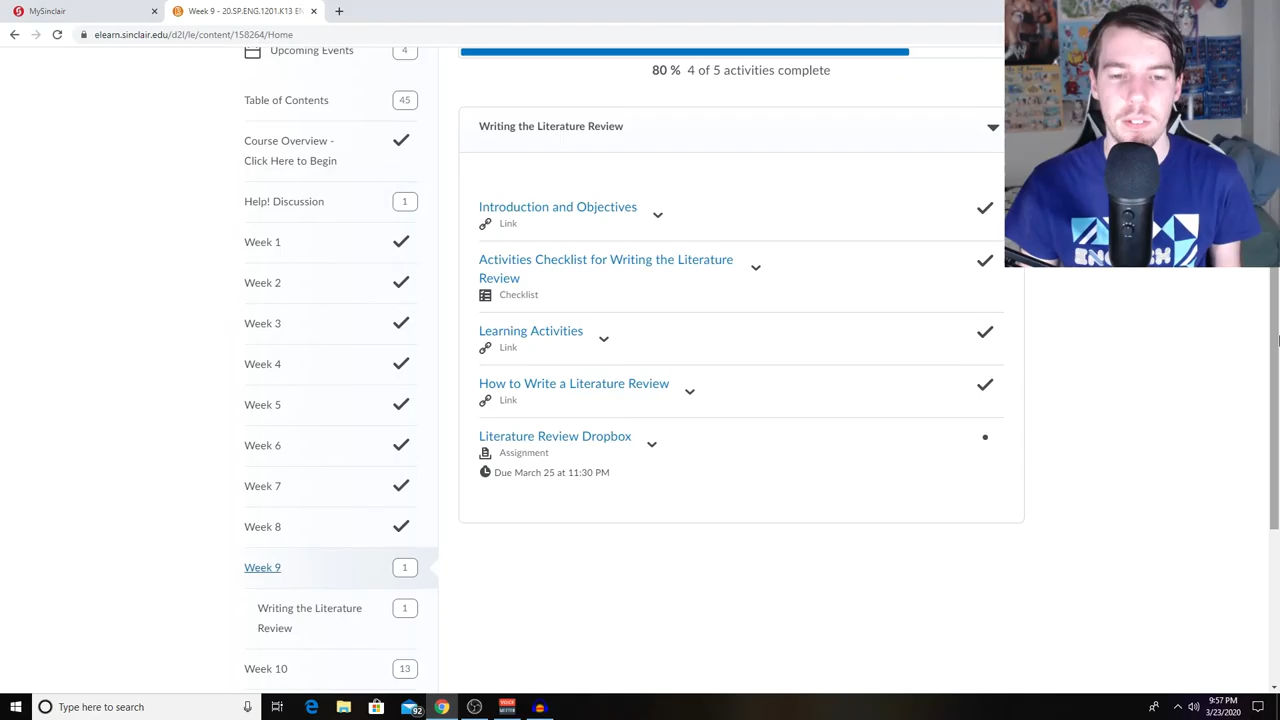 MySinclair
Week 9 - 20.SP.ENG.1201.K13 EN
elearn.sinclair.edu/d2l/le/content/158264/Home
Upcoming Events
4
Table of Contents
45
Course Overview -
Click Here to Begin
Help! Discussion
1
Week 1
Week 2
Week 3
Week 4
Week 5
Week 6
Week 7
Week 8
Week 9
1
Writing the Literature
Review
1
Week 10
13
80 % 4 of 5 activities complete
Writing the Literature Review
Introduction and Objectives
Link
Activities Checklist for Writing the Literature
Review
Checklist
Learning Activities
Link
How to Write a Literature Review
Link
Literature Review Dropbox
Assignment
Due March 25 at 11:30 PM
Type here to search
92
9:57 PM
3/23/2020